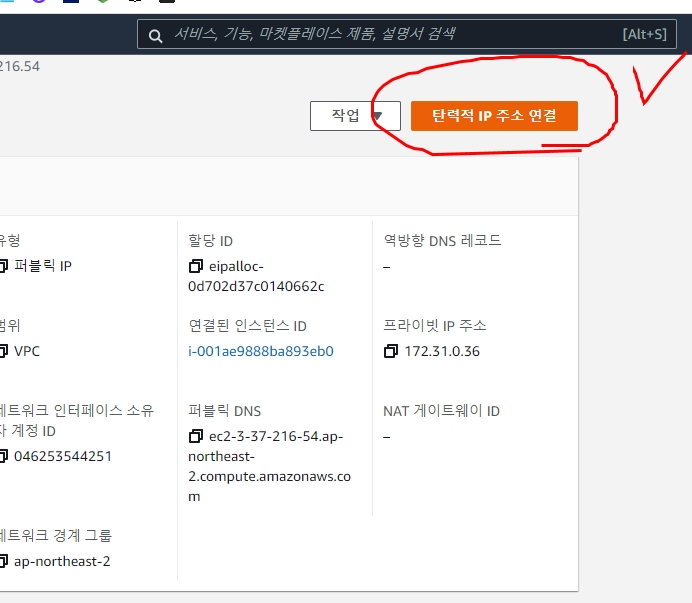 서비스, 기능, 마켓플레이스 제품, 설명서 검색 [Alt+S]
216.54
작업 탄력적 IP 주소 연결
유형
퍼블릭 IP
범위
VPC
네트워크 인터페이스 소유
자 계정 ID
046253544251
네트워크 경계 그룹
ap-northeast-2
할당 ID
eipalloc-
0d702d37c0140662c
연결된 인스턴스 ID
i-001ae9888ba893eb0
퍼블릭 DNS
ec2-3-37-216-54.ap-
northeast-
2.compute.amazonaws.co
m
역방향 DNS 레코드
–
프라이빗 IP 주소
172.31.0.36
NAT 게이트웨이 ID
–